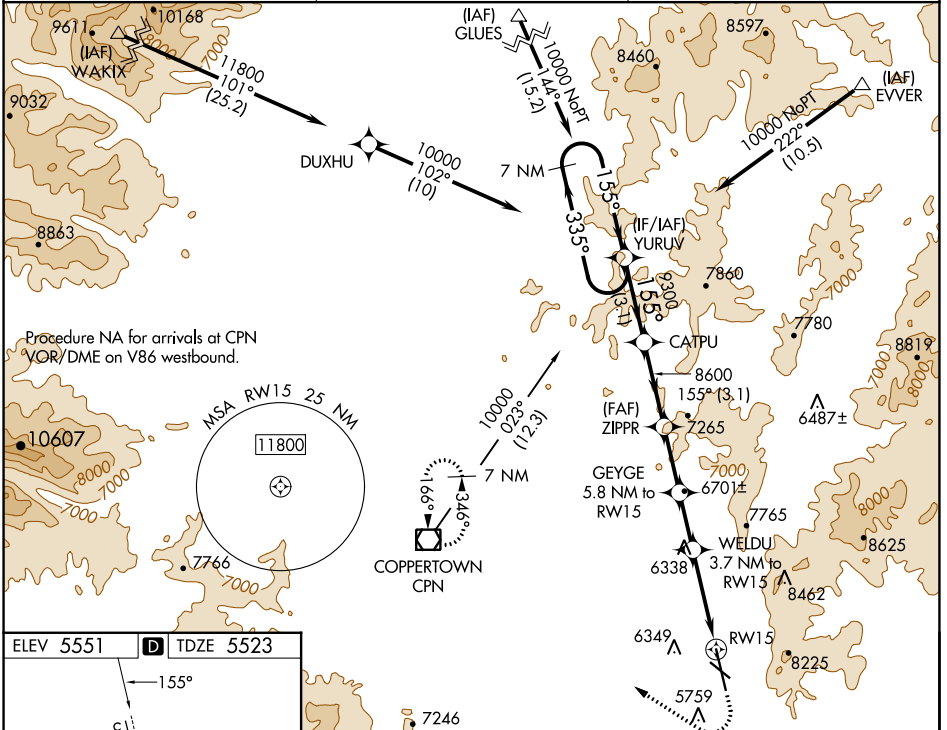 9611
10168
8000
7000
(IAF)
WAKIX
11800
101°
(25.2)
9032
(IAF)
GLUES
10000 NoPT
144°
(15.2)
8460
8597
(IAF)
EVVER
10000 NoPT
222°
(10.5)
DUXHU
10000
102°
(10)
7 NM
155°
335°
(IF/IAF)
YURUV
8863
7860
7000
9300
155°
(3.1)
7780
CATPU
8819
7000
8000
Procedure NA for arrivals at CPN
VOR/DME on V86 westbound.
8600
155° (3.1)
6487±
MSA RW15 25 NM
11800
10000
023°
(12.3)
(FAF)
ZIPPR
7265
10607
8000
7000
7000
7 NM
166°
346°
GEYGE
5.8 NM to
RW15
7000
6701±
8000
7765
8625
COPPERTOWN
CPN
WELDU
3.7 NM to
RW15
6338
8462
7766
7000
6349
RW15
8225
5759
7246
ELEV 5551 D TDZE 5523
155°